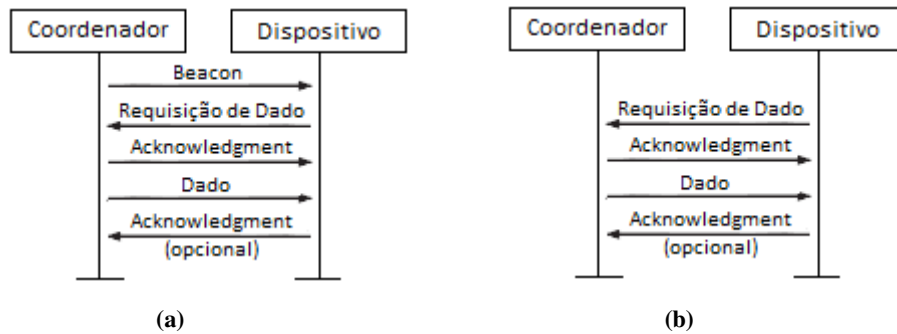 Coordenador
Dispositivo
Beacon
Requisição de Dado
Acknowledgment
Dado
Acknowledgment
(opcional)
(a)
Coordenador
Dispositivo
Requisição de Dado
Acknowledgment
Dado
Acknowledgment
(opcional)
(b)